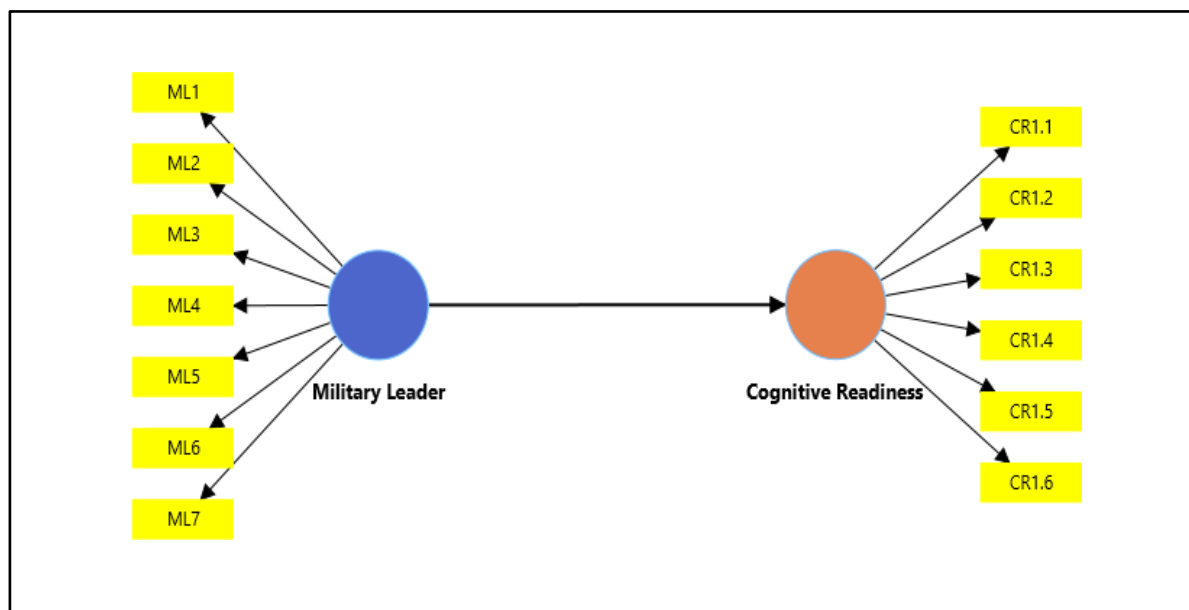 ML1
ML2
ML3
ML4
ML5
ML6
ML7
Military Leader
Cognitive Readiness
CR1.1
CR1.2
CR1.3
CR1.4
CR1.5
CR1.6